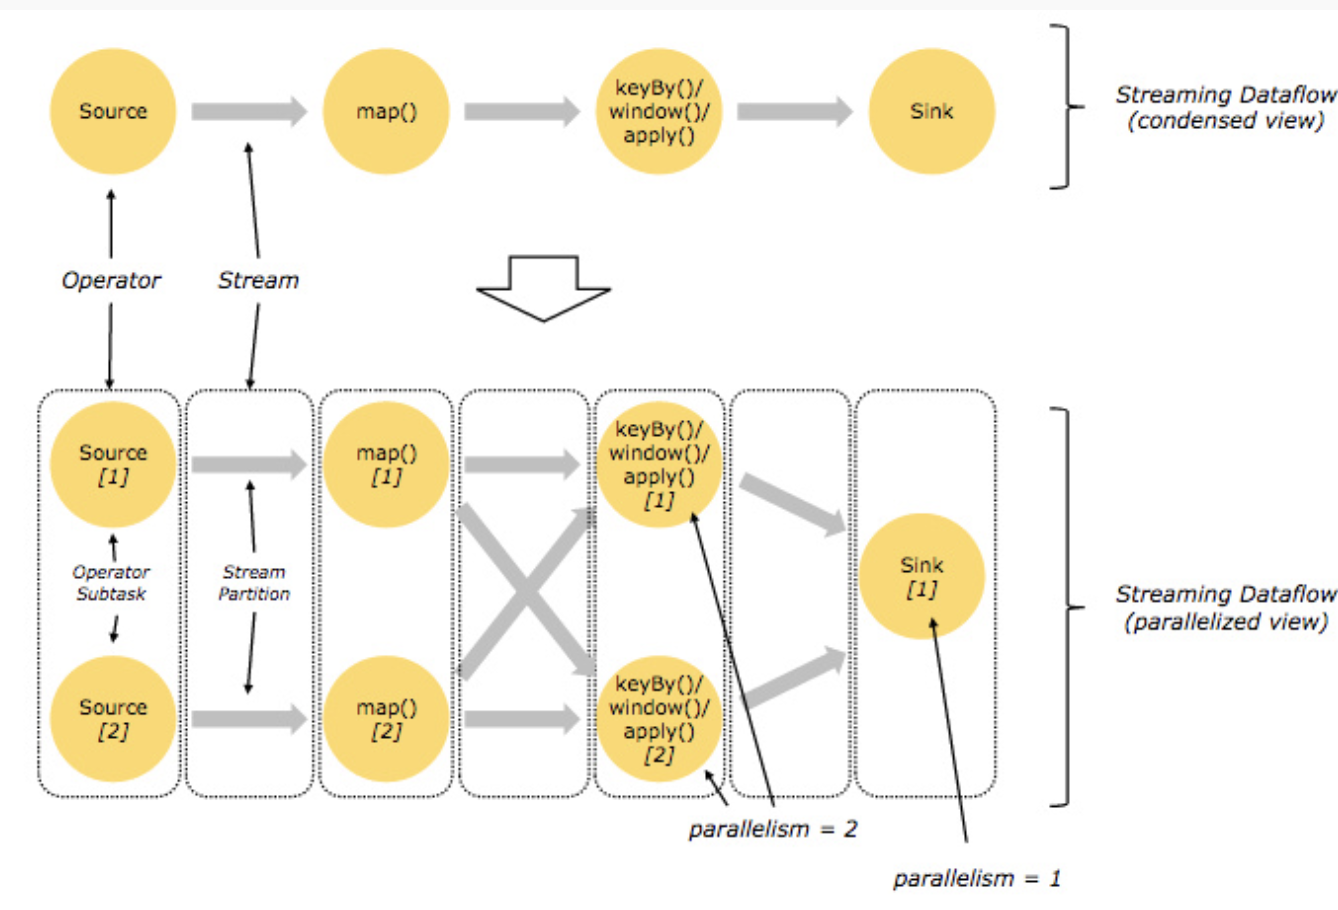 Source
map()
keyBy()/
window()/
apply()
Sink
Streaming Dataflow
(condensed view)
Operator
Stream
Source
[1]
map()
[1]
keyBy()/
window()/
apply()
[1]
Operator
Subtask
Stream
Partition
Sink
[1]
Streaming Dataflow
(parallelized view)
Source
[2]
map()
[2]
keyBy()/
window()/
apply()
[2]
parallelism = 2
parallelism = 1